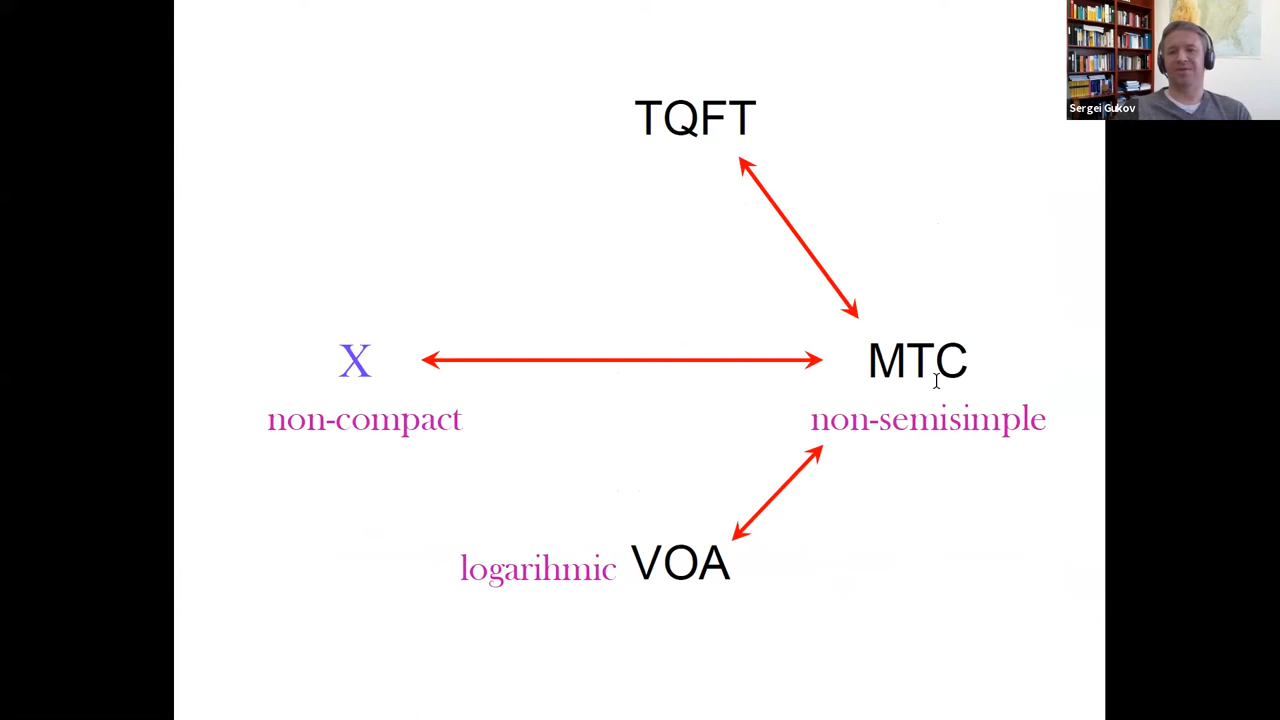 Sergei Gukov
TQFT
X
MTC
non-compact
non-semisimple
logarihmic VOA